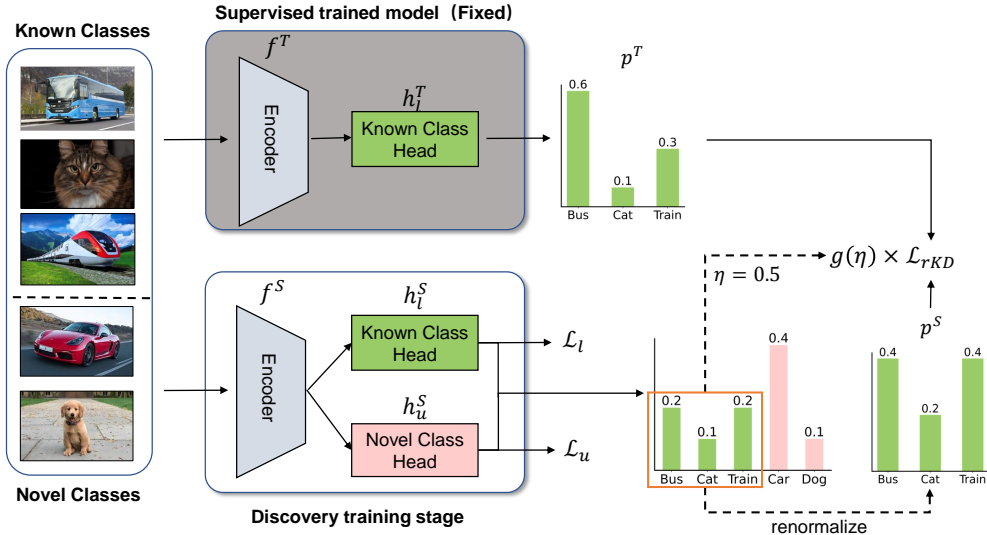 Known Classes
Supervised trained model（Fixed）
f^T
Encoder
h_l^T
Known Class
Head
p^T
0.6
0.1
0.3
Bus Cat Train
g(η) × ℒ_{rKD}
η = 0.5
f^S
Encoder
h_l^S
Known Class
Head
ℒ_l
h_u^S
Novel Class
Head
ℒ_u
0.2
0.1
0.2
0.4
0.1
Bus Cat Train Car Dog
p^S
0.4
0.2
0.4
Bus Cat Train
renormalize
Novel Classes
Discovery training stage